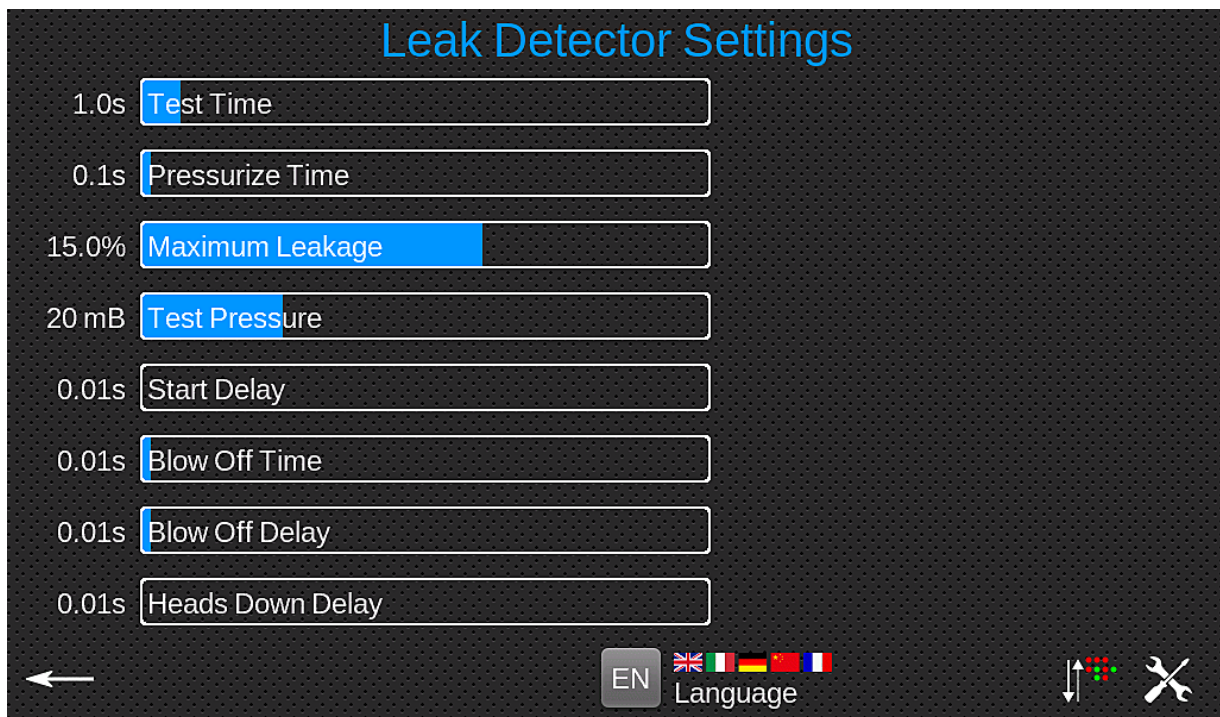 Leak Detector Settings
1.0s Test Time
0.1s Pressurize Time
15.0% Maximum Leakage
20 mB Test Pressure
0.01s Start Delay
0.01s Blow Off Time
0.01s Blow Off Delay
0.01s Heads Down Delay
EN Language